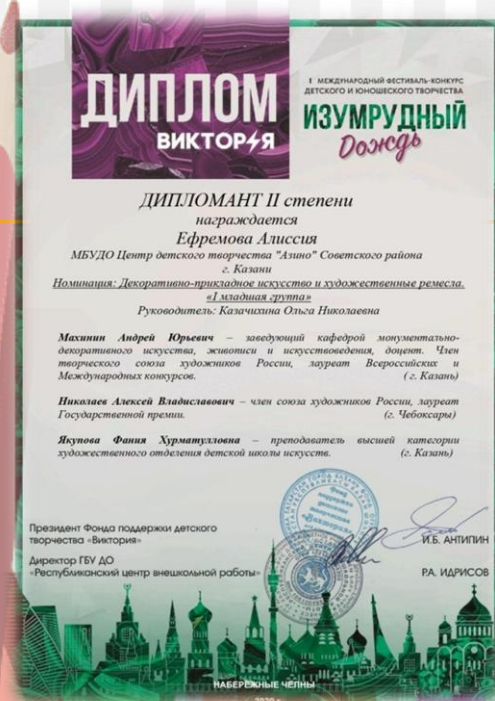 ДИПЛОМ
ВИКТОРИЯ
I МЕЖДУНАРОДНЫЙ ФЕСТИВАЛЬ-КОНКУРС
ДЕТСКОГО И ЮНОШЕСКОГО ТВОРЧЕСТВА
ИЗУМРУДНЫЙ
Дождь
ДИПЛОМАНТ II степени
награждается
Ефремова Алиссия
МБУДО Центр детского творчества "Азино" Советского района
г. Казани
Номинация: Декоративно-прикладное искусство и художественные ремесла.
«I младшая группа»
Руководитель: Казачихина Ольга Николаевна
Махинин Андрей Юрьевич – заведующий кафедрой монументально-
декоративного искусства, живописи и искусствоведения, доцент. Член
творческого союза художников России, лауреат Всероссийских и
Международных конкурсов. (г. Казань)
Николаев Алексей Владиславович – член союза художников России, лауреат
Государственной премии. (г. Чебоксары)
Якупова Фания Хурматулловна – преподаватель высшей категории
художественного отделения детской школы искусств. (г. Казань)
Президент Фонда поддержки детского
творчества «Виктория»
И.Б. АНТИПИН
Директор ГБУ ДО
«Республиканский центр внешкольной работы»
Р.А. ИДРИСОВ
НАБЕРЕЖНЫЕ ЧЕЛНЫ